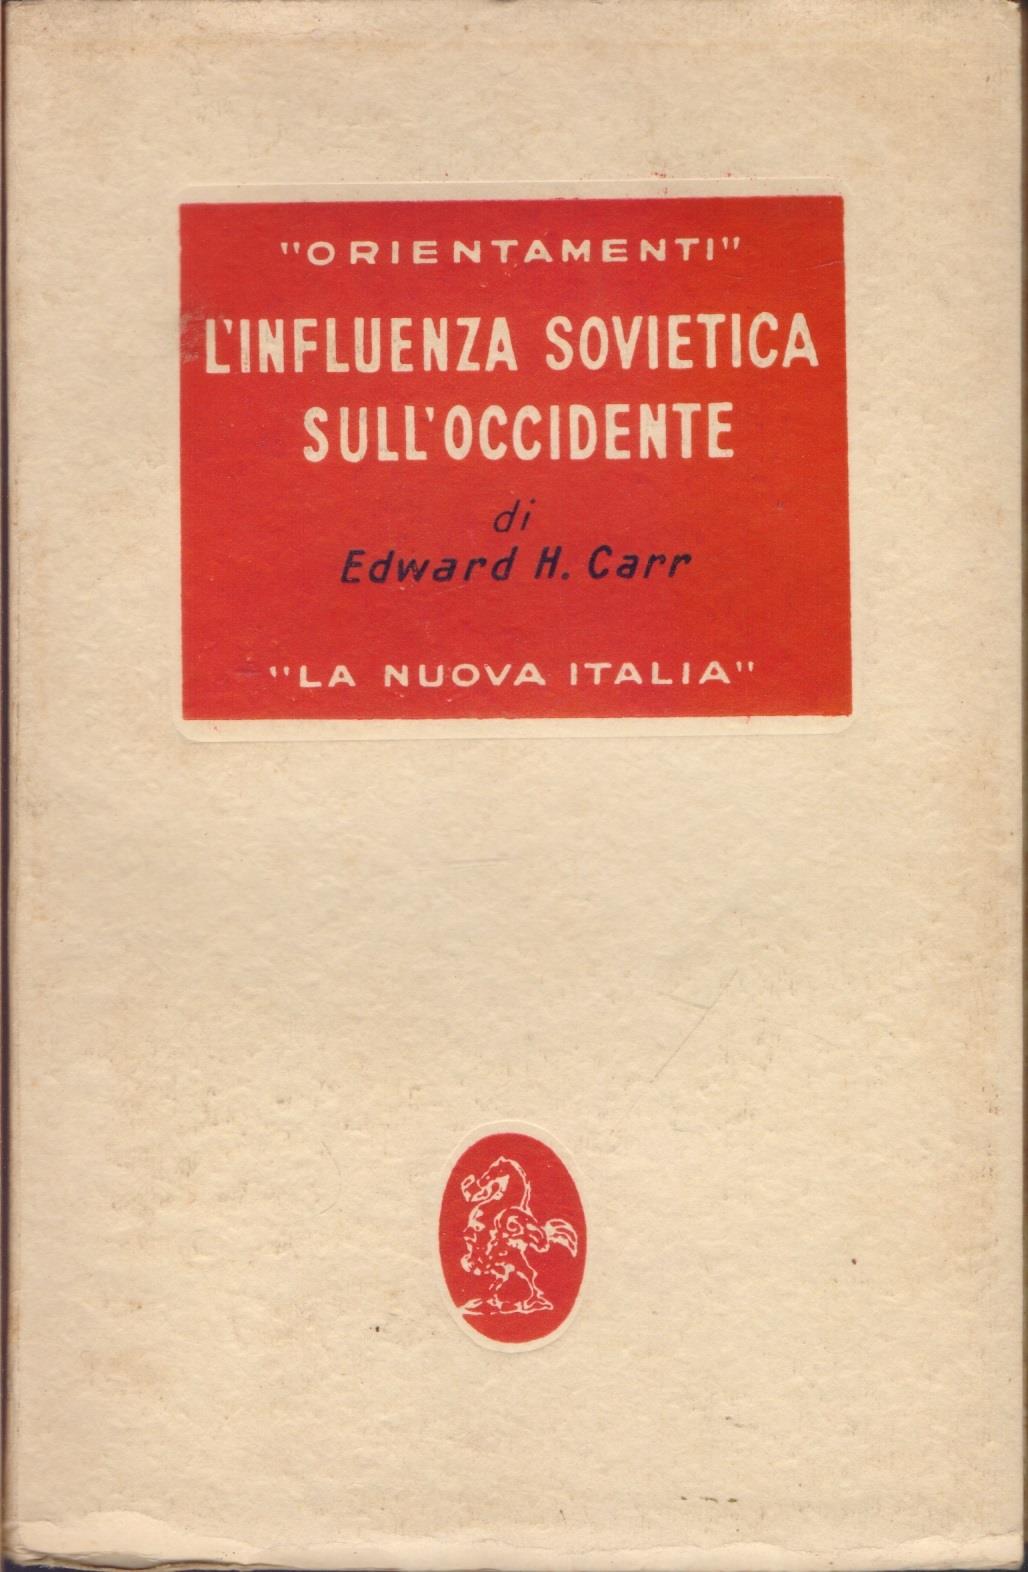 "ORIENTAMENTI"
L'INFLUENZA SOVIETICA
SULL'OCCIDENTE
di
Edward H. Carr
"LA NUOVA ITALIA"